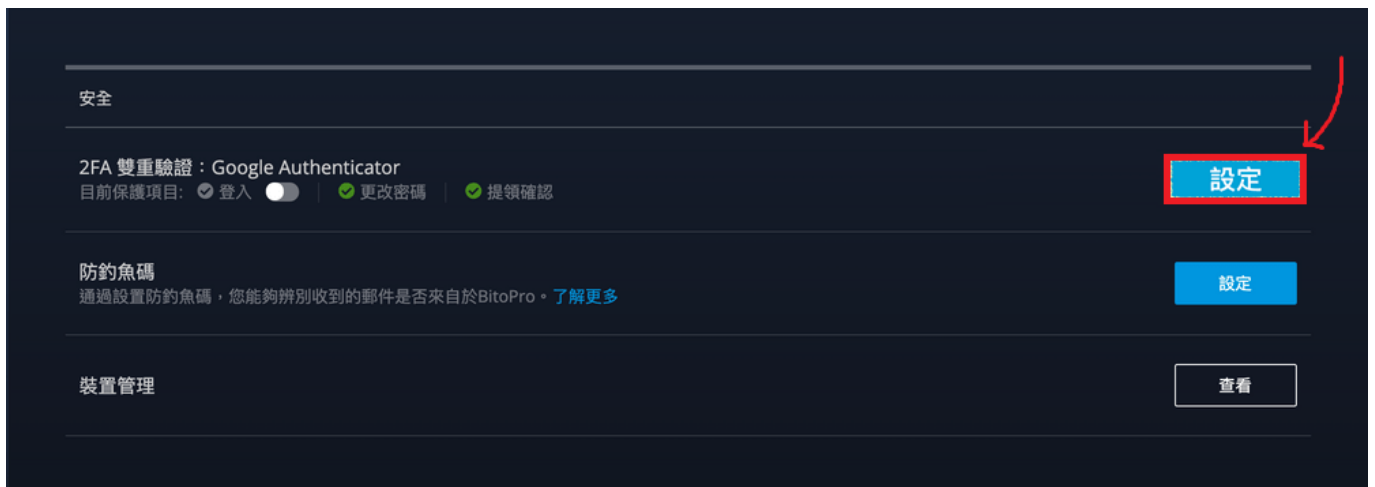 安全
2FA 雙重驗證：Google Authenticator
設定
目前保護項目: 登入 更改密碼 提領確認
防釣魚碼
設定
通過設置防釣魚碼，您能夠辨別收到的郵件是否來自於BitoPro。了解更多
裝置管理
查看